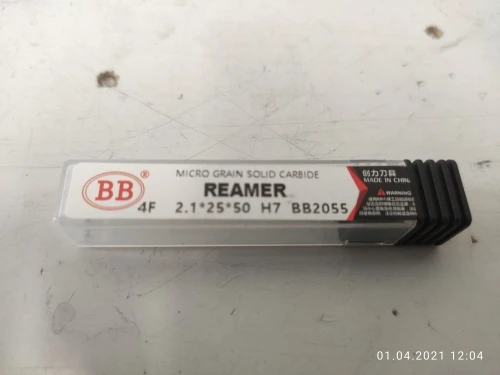 BB®
MICRO GRAIN SOLID CARBIDE
REAMER
4F 2.1*25*50 H7 BB2055
创力刀具
MADE IN CHINA
WARNING
01.04.2021 12:04